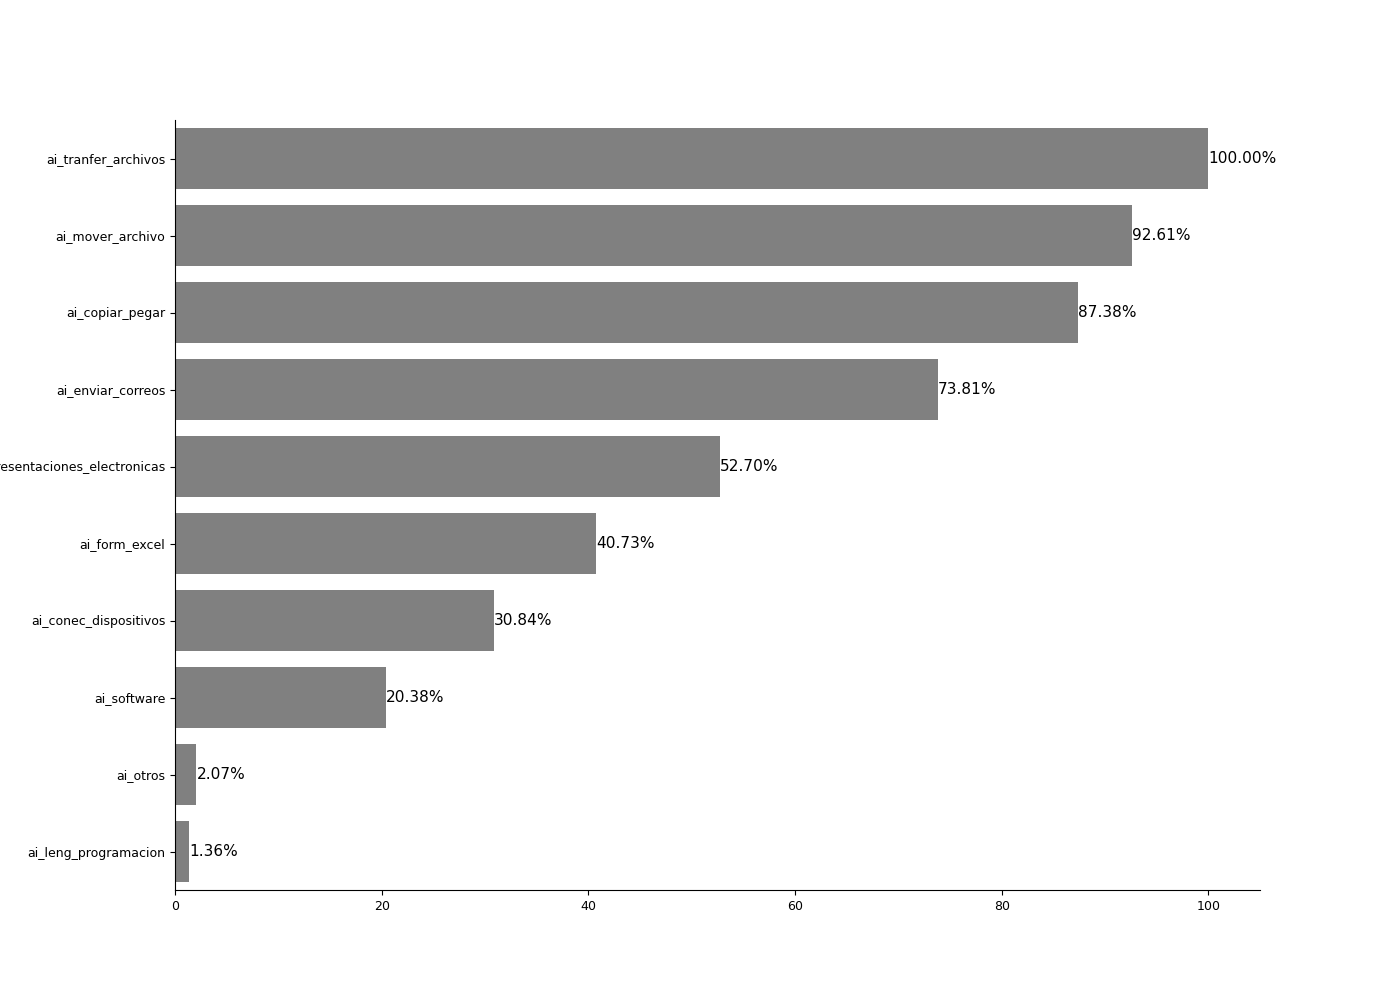 ai_tranfer_archivos 100.00%
ai_mover_archivo 92.61%
ai_copiar_pegar 87.38%
ai_enviar_correos 73.81%
esentaciones_electronicas 52.70%
ai_form_excel 40.73%
ai_conec_dispositivos 30.84%
ai_software 20.38%
ai_otros 2.07%
ai_leng_programacion 1.36%
0 20 40 60 80 100